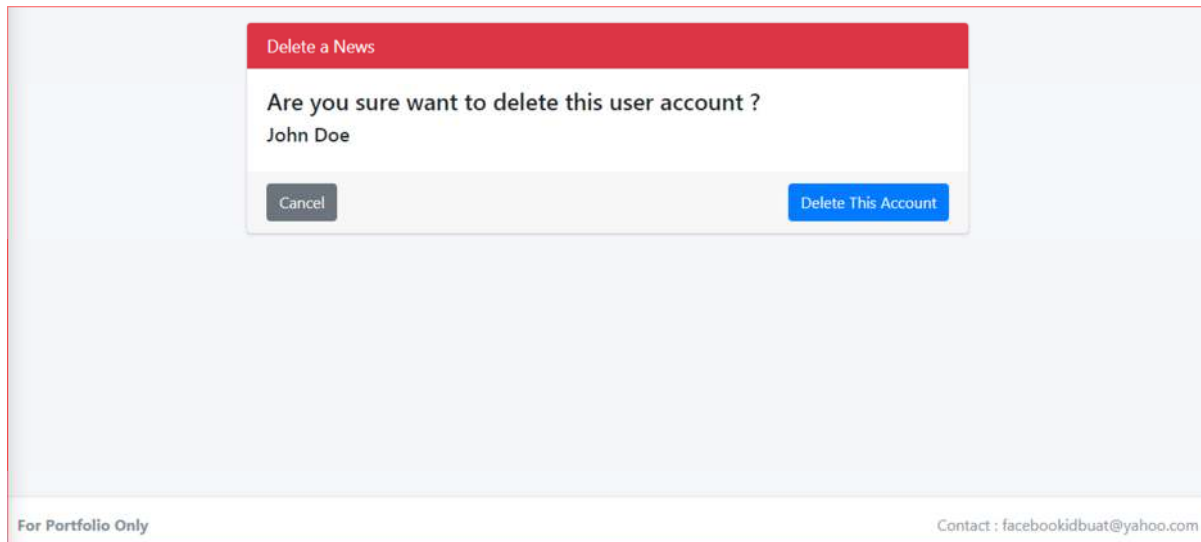 Delete a News
Are you sure want to delete this user account ?
John Doe
Cancel
Delete This Account
For Portfolio Only
Contact : facebookidbuat@yahoo.com